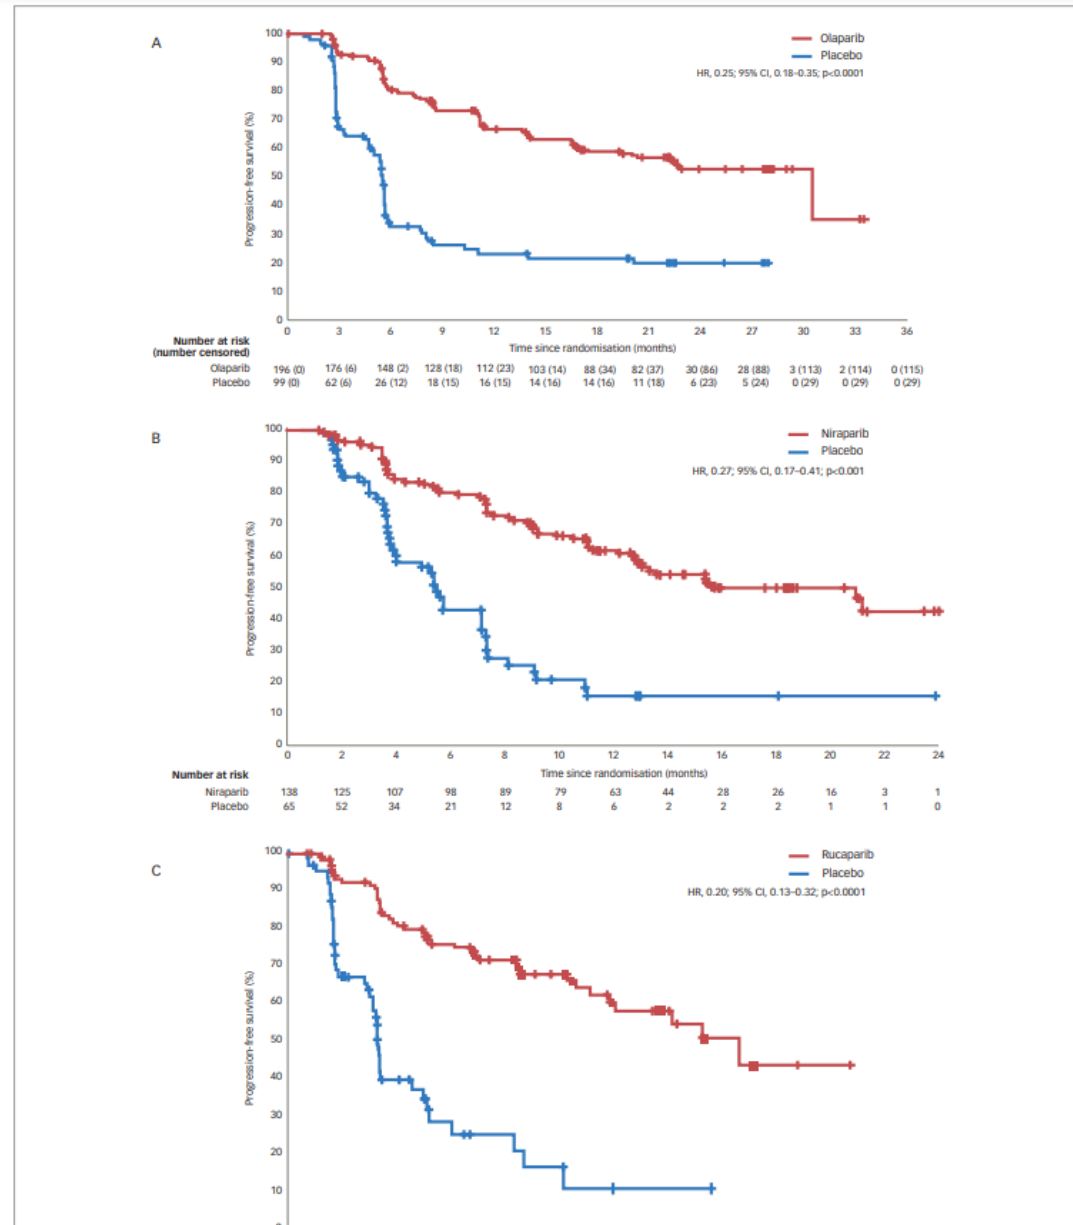 A
Olaparib
Placebo
HR, 0.25; 95% CI, 0.18–0.35; p<0.0001
Progression-free survival (%)
100
90
80
70
60
50
40
30
20
10
0
0 3 6 9 12 15 18 21 24 27 30 33 36
Time since randomisation (months)
Number at risk
(number censored)
Olaparib 196 (0) 176 (6) 148 (2) 128 (18) 112 (23) 103 (14) 88 (34) 82 (37) 30 (86) 28 (88) 3 (113) 2 (114) 0 (115)
Placebo 99 (0) 62 (6) 26 (12) 18 (15) 16 (15) 14 (16) 14 (16) 11 (18) 6 (23) 5 (24) 0 (29) 0 (29) 0 (29)
B
Niraparib
Placebo
HR, 0.27; 95% CI, 0.17–0.41; p<0.001
Progression-free survival (%)
100
90
80
70
60
50
40
30
20
10
0
0 2 4 6 8 10 12 14 16 18 20 22 24
Time since randomisation (months)
Number at risk
Niraparib 138 125 107 98 89 79 63 44 28 26 16 3 1
Placebo 65 52 34 21 12 8 6 2 2 2 1 1 0
C
Rucaparib
Placebo
HR, 0.20; 95% CI, 0.13–0.32; p<0.0001
Progression-free survival (%)
100
90
80
70
60
50
40
30
20
10